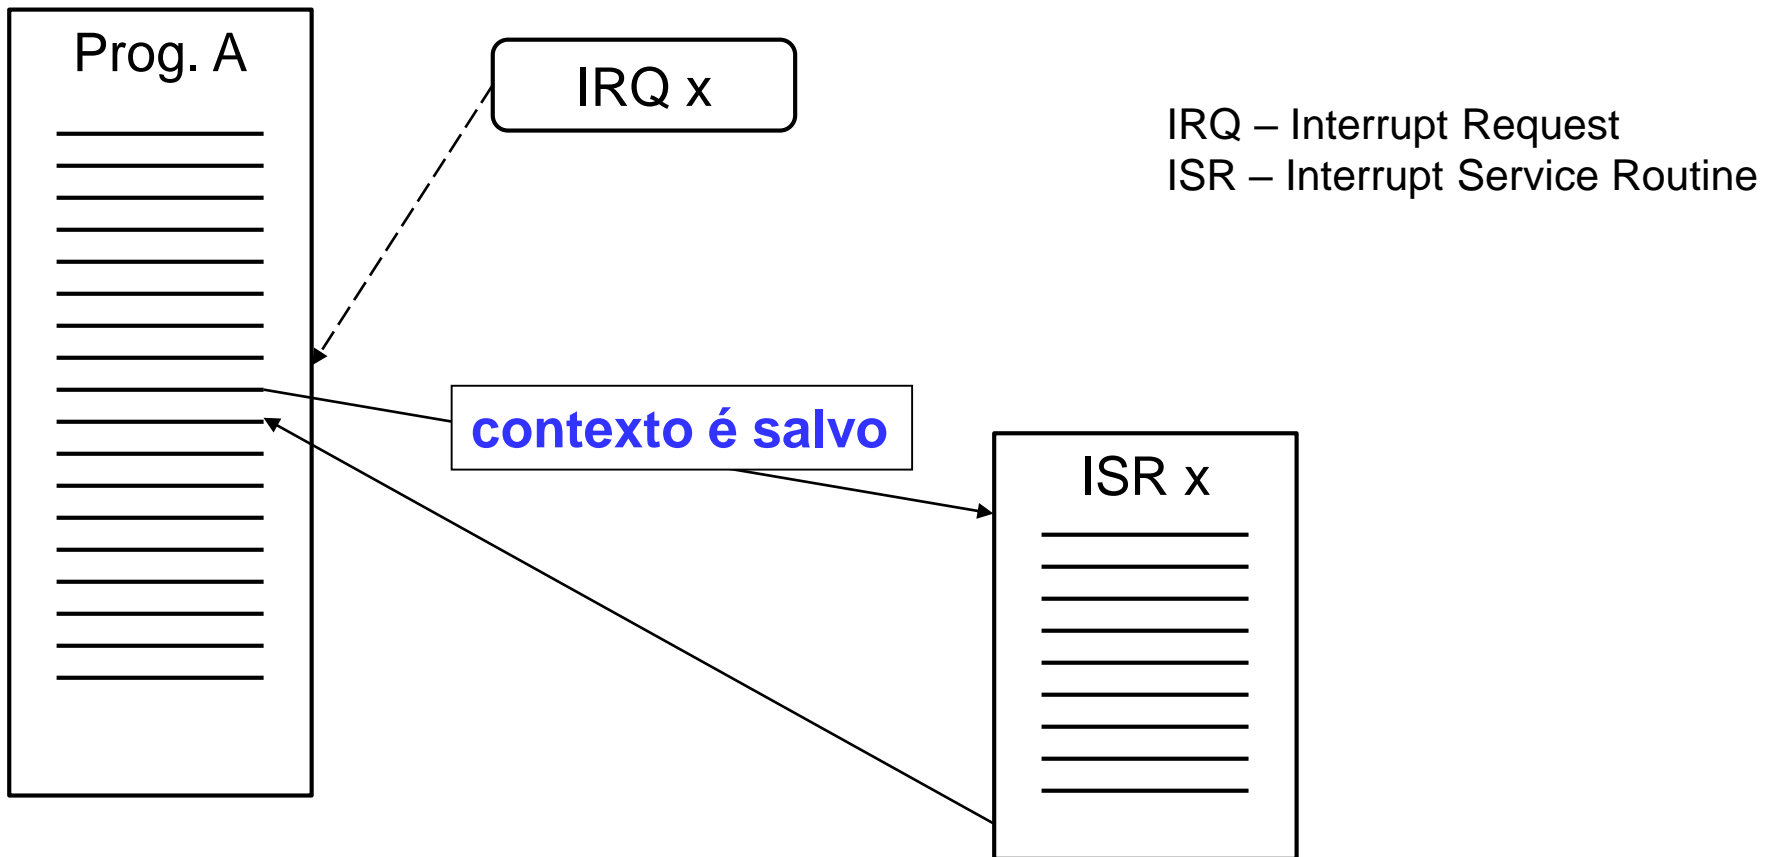 Prog. A
IRQ x
IRQ – Interrupt Request
ISR – Interrupt Service Routine
contexto é salvo
ISR x